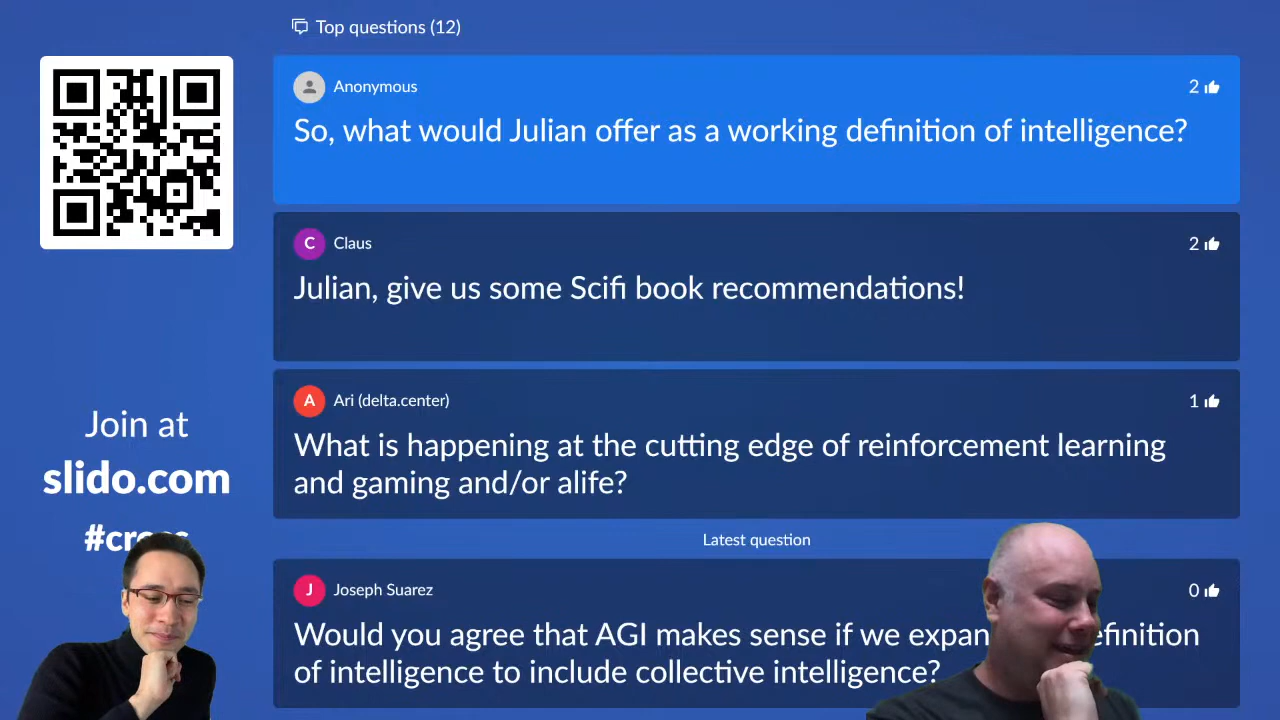 Top questions (12)
Anonymous
2
So, what would Julian offer as a working definition of intelligence?
C
Claus
2
Julian, give us some Scifi book recommendations!
A
Ari (delta.center)
1
What is happening at the cutting edge of reinforcement learning
and gaming and/or alife?
Latest question
J
Joseph Suarez
0
Would you agree that AGI makes sense if we
of intelligence to include collective intelligence?
Join at
slido.com